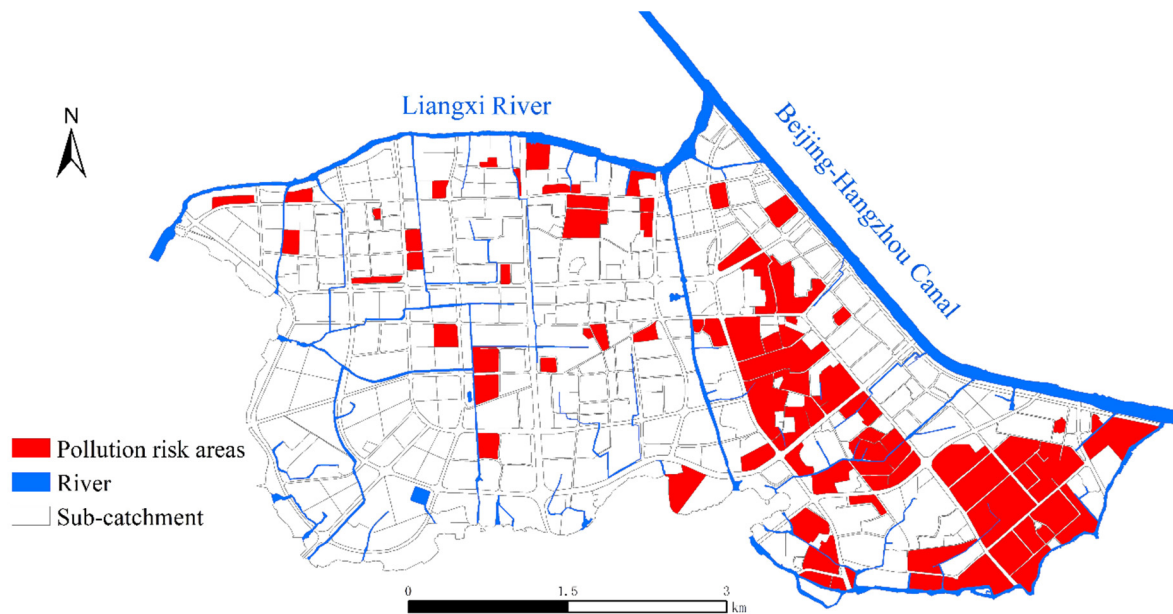 Liangxi River
Beijing-Hangzhou Canal
N
Pollution risk areas
River
Sub-catchment
0 1.5 3
km